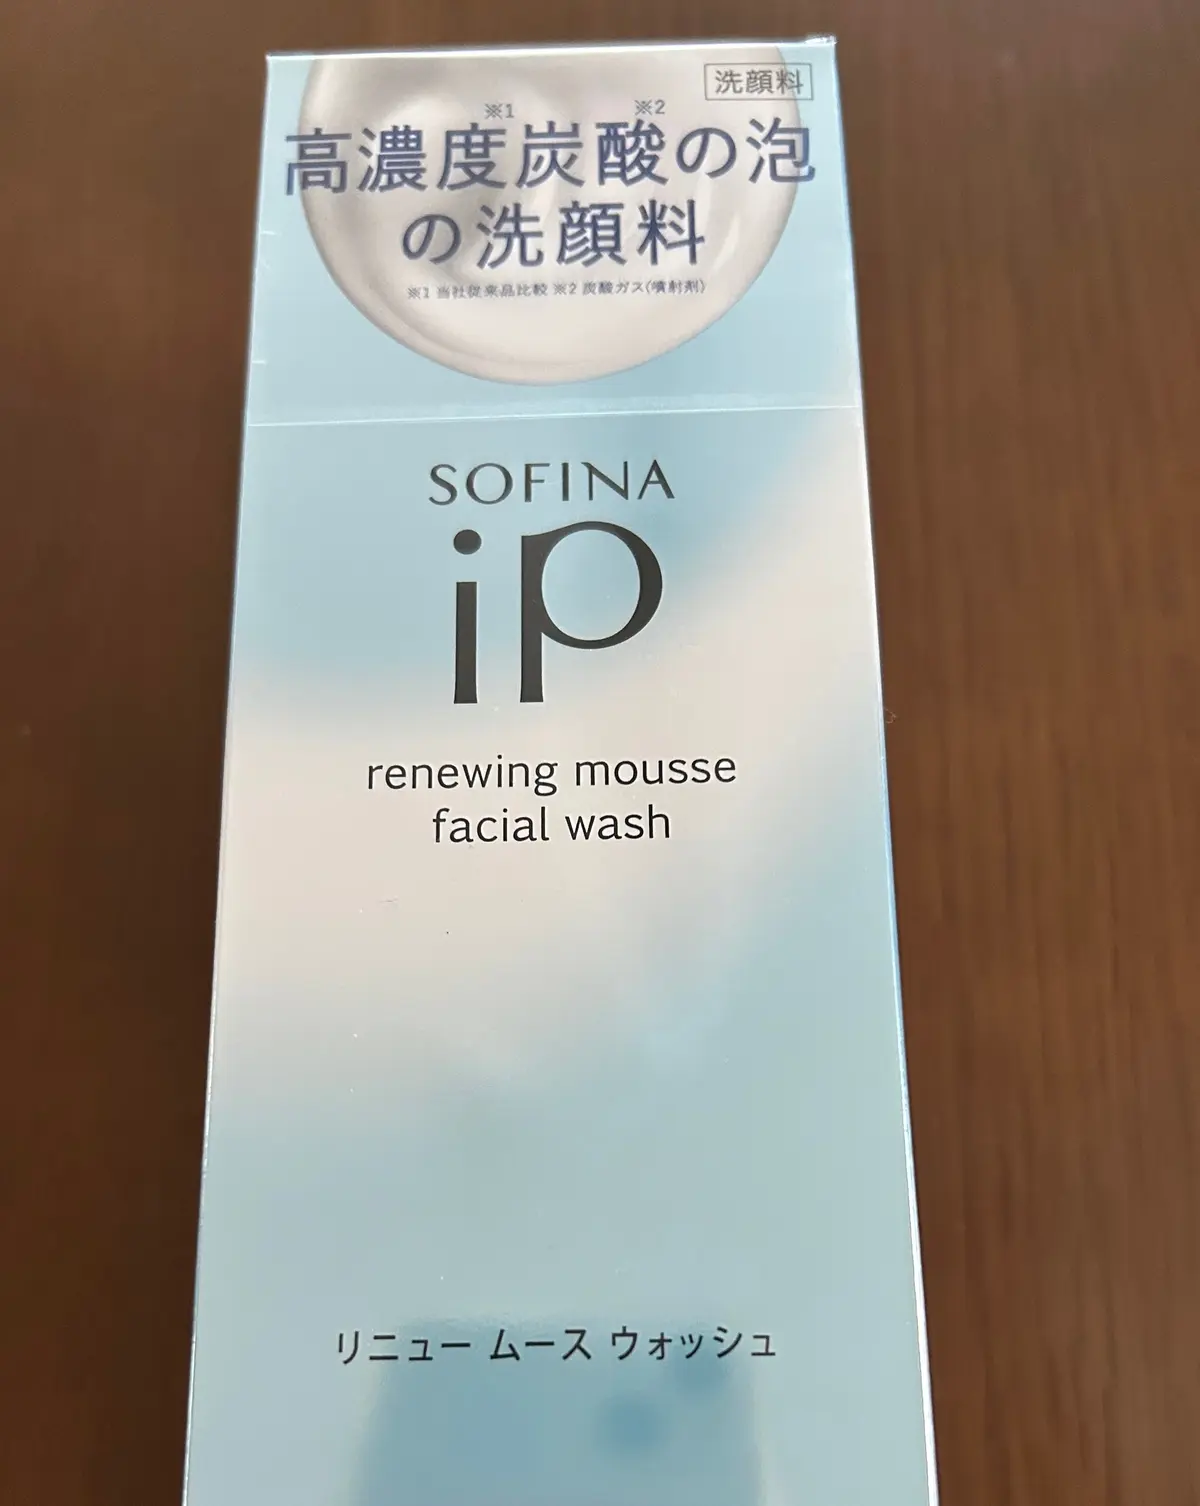 洗顔料
※1 ※2
高濃度炭酸の泡
の洗顔料
※1 当社従来品比較 ※2 炭酸ガス(噴射剤)
SOFINA
iP
renewing mousse
facial wash
リニュー ムース ウォッシュ